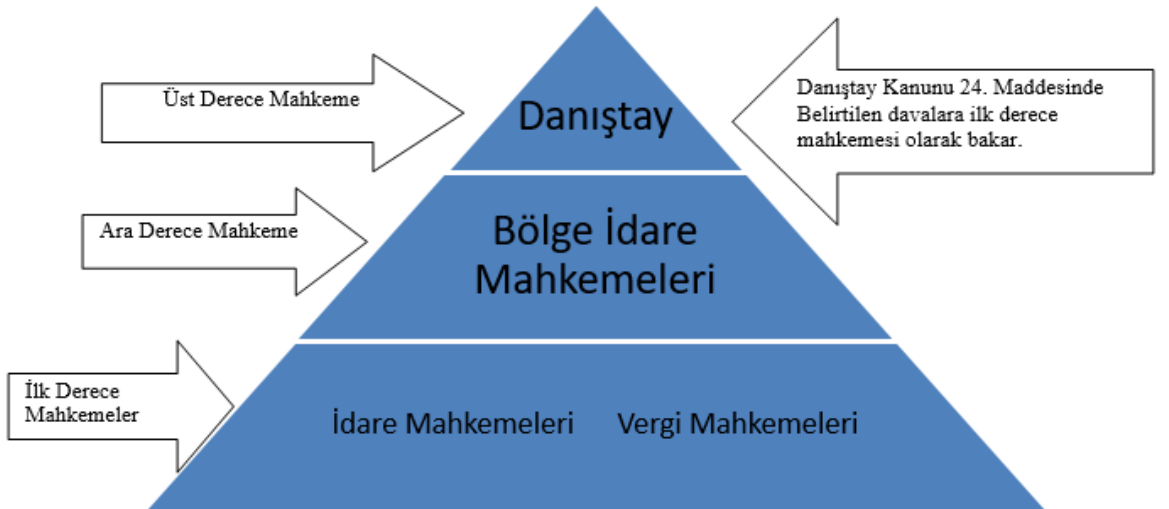 Üst Derece Mahkeme
Danıştay
Danıştay Kanunu 24. Maddesinde
Belirtilen davalara ilk derece
mahkemesi olarak bakar.
Ara Derece Mahkeme
Bölge İdare
Mahkemeleri
İlk Derece
Mahkemeler
İdare Mahkemeleri Vergi Mahkemeleri